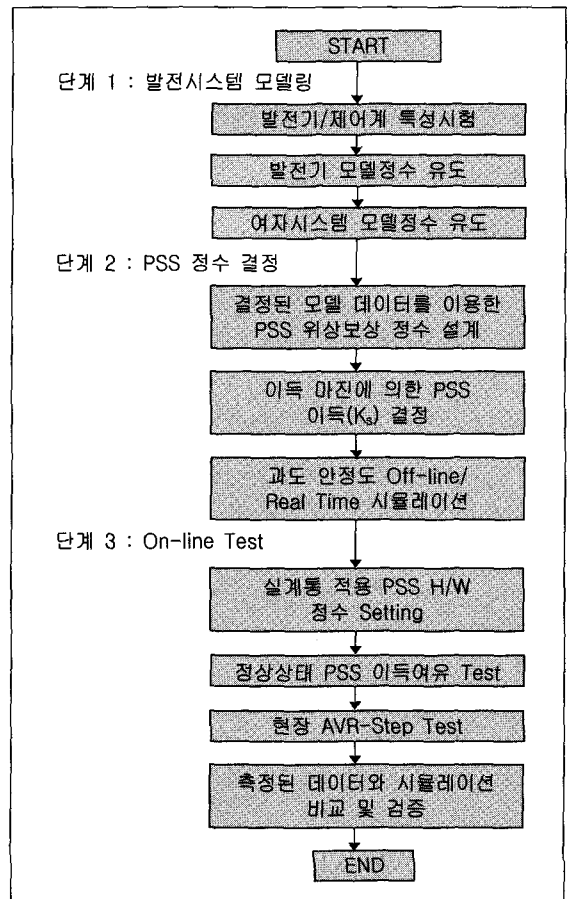 START
단계 1 : 발전시스템 모델링
발전기/제어계 특성시험
발전기 모델정수 유도
여자시스템 모델정수 유도
단계 2 : PSS 정수 결정
결정된 모델 데이터를 이용한
PSS 위상보상 정수 설계
이득 마진에 의한 PSS
이득(Ks) 결정
과도 안정도 Off-line/
Real Time 시뮬레이션
단계 3 : On-line Test
실계통 적용 PSS H/W
정수 Setting
정상상태 PSS 이득여유 Test
현장 AVR-Step Test
측정된 데이터와 시뮬레이션
비교 및 검증
END